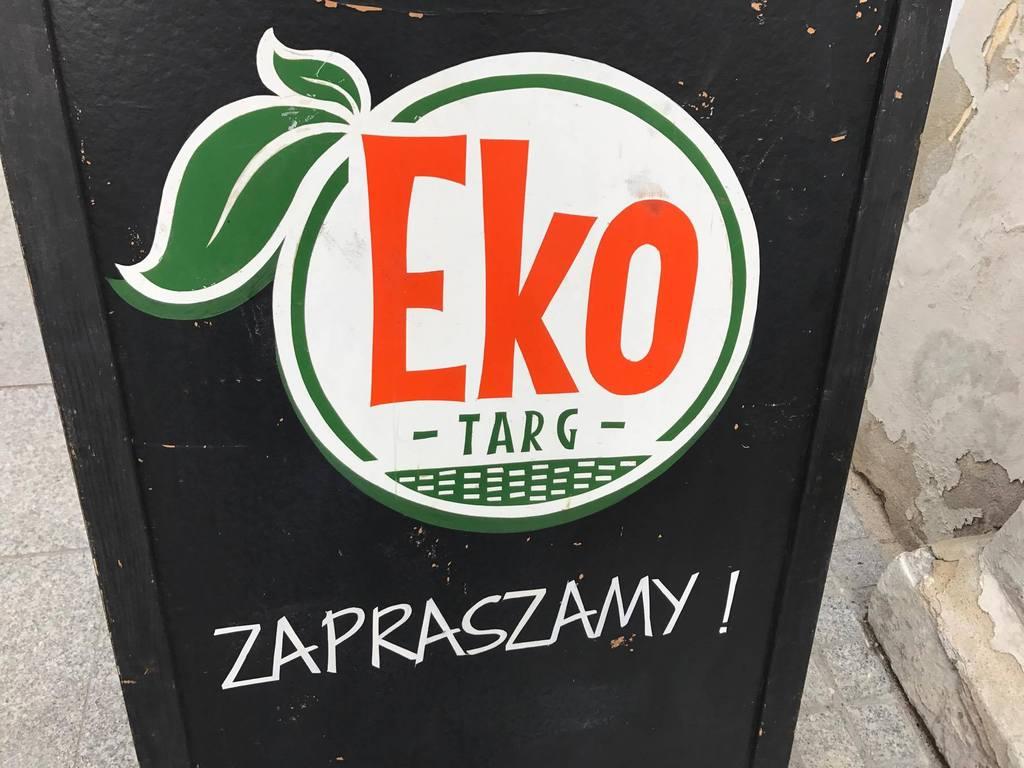 Eko
- TARG -
ZAPRASZAMY !